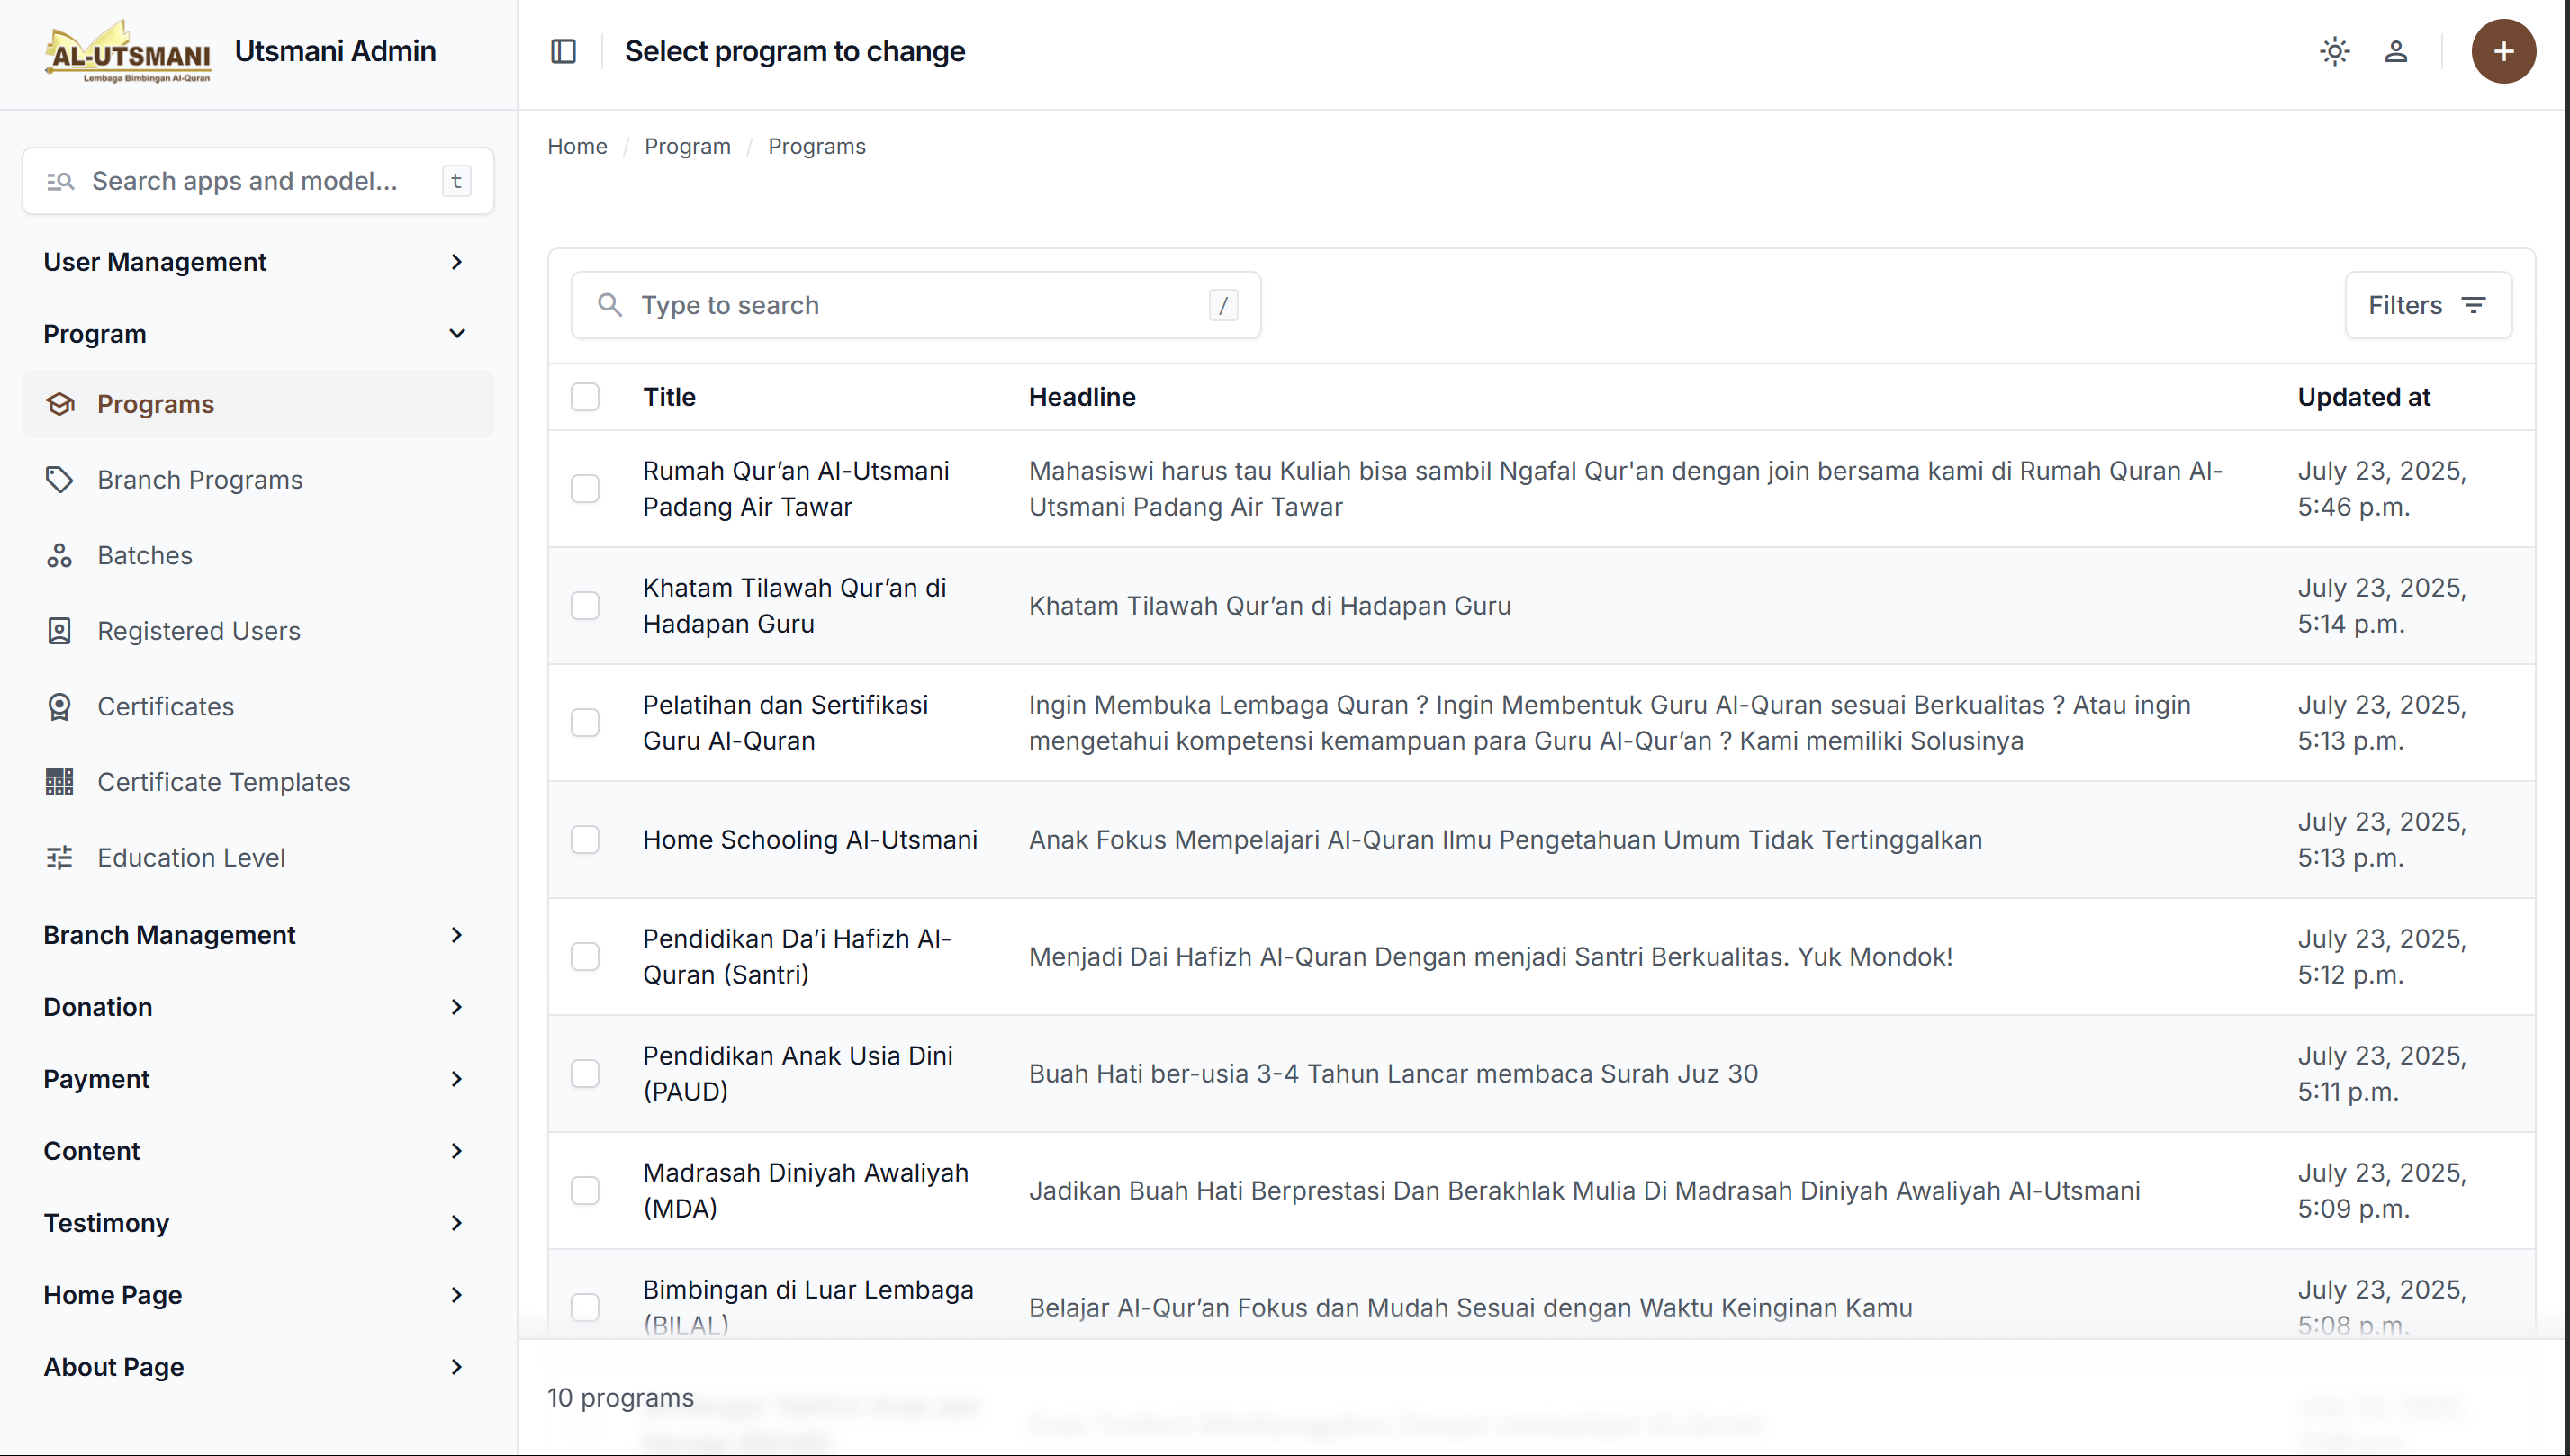 AL-UTSMANI
Lembaga Bimbingan Al-Quran
Utsmani Admin
Select program to change
Home / Program / Programs
Search apps and model... t
User Management
Program
Programs
Branch Programs
Batches
Registered Users
Certificates
Certificate Templates
Education Level
Branch Management
Donation
Payment
Content
Testimony
Home Page
About Page
Type to search /
Filters
Title Headline Updated at
Rumah Qur’an Al-Utsmani
Padang Air Tawar
Mahasiswi harus tau Kuliah bisa sambil Ngafal Qur'an dengan join bersama kami di Rumah Quran Al-
Utsmani Padang Air Tawar
July 23, 2025,
5:46 p.m.
Khatam Tilawah Qur’an di
Hadapan Guru
Khatam Tilawah Qur’an di Hadapan Guru
July 23, 2025,
5:14 p.m.
Pelatihan dan Sertifikasi
Guru Al-Quran
Ingin Membuka Lembaga Quran ? Ingin Membentuk Guru Al-Quran sesuai Berkualitas ? Atau ingin
mengetahui kompetensi kemampuan para Guru Al-Qur’an ? Kami memiliki Solusinya
July 23, 2025,
5:13 p.m.
Home Schooling Al-Utsmani
Anak Fokus Mempelajari Al-Quran Ilmu Pengetahuan Umum Tidak Tertinggalkan
July 23, 2025,
5:13 p.m.
Pendidikan Da’i Hafizh Al-
Quran (Santri)
Menjadi Dai Hafizh Al-Quran Dengan menjadi Santri Berkualitas. Yuk Mondok!
July 23, 2025,
5:12 p.m.
Pendidikan Anak Usia Dini
(PAUD)
Buah Hati ber-usia 3-4 Tahun Lancar membaca Surah Juz 30
July 23, 2025,
5:11 p.m.
Madrasah Diniyah Awaliyah
(MDA)
Jadikan Buah Hati Berprestasi Dan Berakhlak Mulia Di Madrasah Diniyah Awaliyah Al-Utsmani
July 23, 2025,
5:09 p.m.
Bimbingan di Luar Lembaga
(BILAL)
Belajar Al-Qur’an Fokus dan Mudah Sesuai dengan Waktu Keinginan Kamu
July 23, 2025,
5:08 p.m.
10 programs